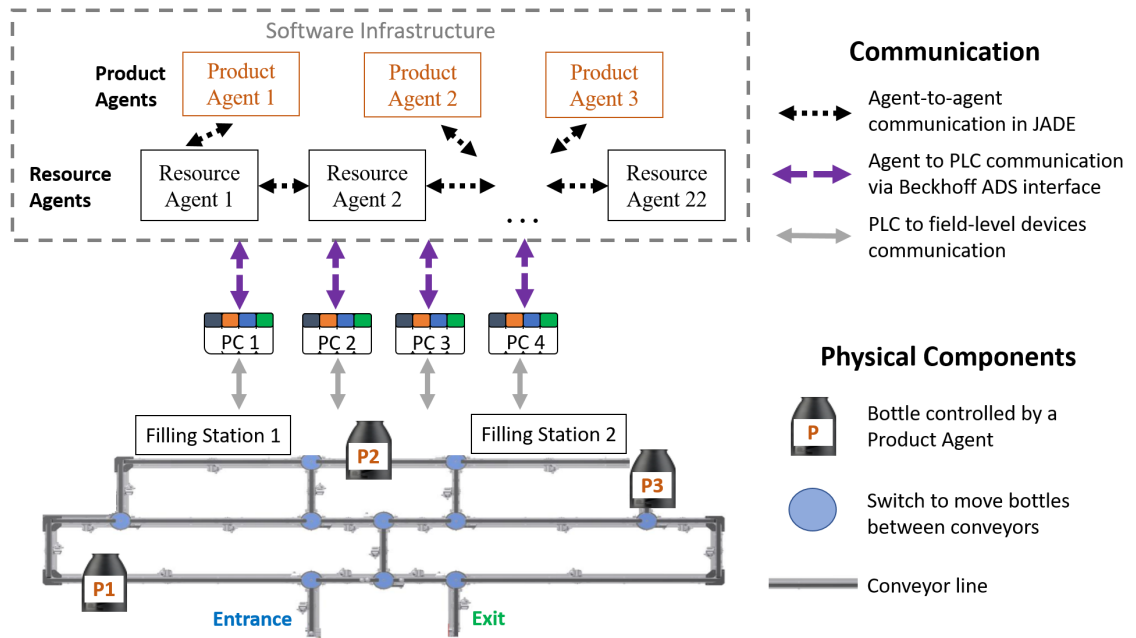 Software Infrastructure
Product
Agents
Product
Agent 1
Product
Agent 2
Product
Agent 3
Resource
Agents
Resource
Agent 1
Resource
Agent 2
...
Resource
Agent 22
PC 1
PC 2
PC 3
PC 4
Filling Station 1
Filling Station 2
P2
P3
P1
Entrance
Exit
Communication
Agent-to-agent
communication in JADE
Agent to PLC communication
via Beckhoff ADS interface
PLC to field-level devices
communication
Physical Components
P
Bottle controlled by a
Product Agent
Switch to move bottles
between conveyors
Conveyor line